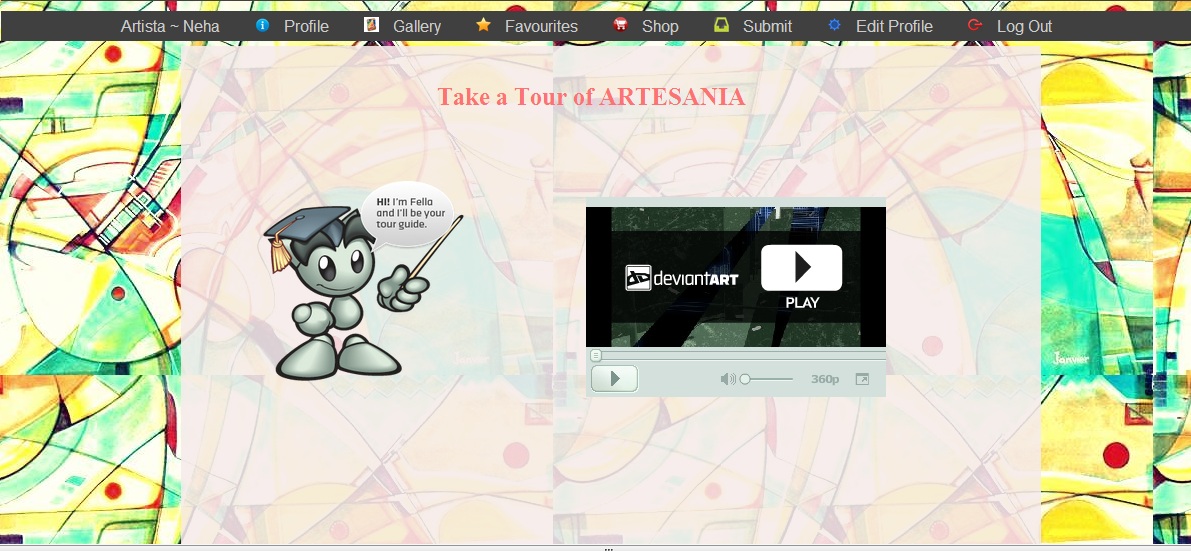 Artista ~ Neha Profile Gallery Favourites Shop Submit Edit Profile Log Out
Take a Tour of ARTESANIA
HI! I'm Fella
and I'll be your
tour guide.
deviantART
PLAY
360p
Janvier